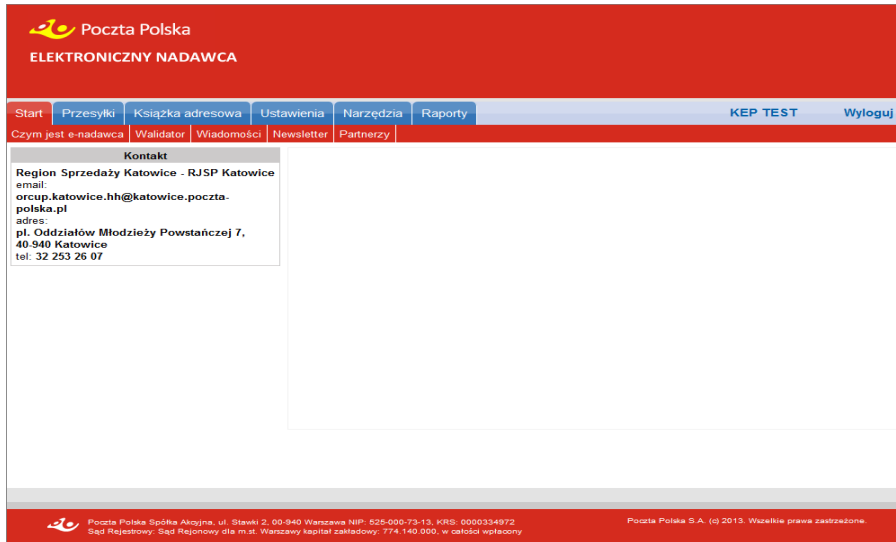 Poczta Polska
ELEKTRONICZNY NADAWCA
Start Przesyłki Książka adresowa Ustawienia Narzędzia Raporty KEP TEST Wyloguj
Czym jest e-nadawca Walidator Wiadomości Newsletter Partnerzy
Kontakt
Region Sprzedaży Katowice - RJSP Katowice
email:
orcup.katowice.hh@katowice.poczta-
polska.pl
adres:
pl. Oddziałów Młodzieży Powstańczej 7,
40-940 Katowice
tel: 32 253 26 07
Poczta Polska Spółka Akcyjna, ul. Stawki 2, 00-940 Warszawa NIP: 525-000-73-13, KRS: 0000334972
Sąd Rejestrowy: Sąd Rejonowy dla m.st. Warszawy kapitał zakładowy: 774.140.000, w całości wpłacony
Poczta Polska S.A. (c) 2013. Wszelkie prawa zastrzeżone.